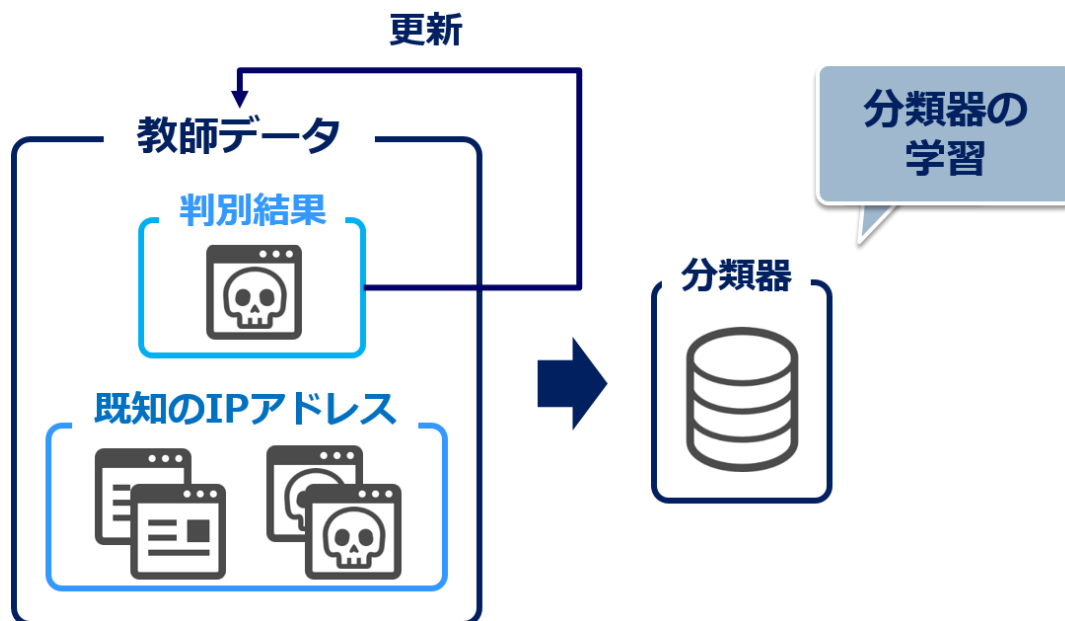 更新
分類器の
学習
教師データ
判別結果
分類器
既知のIPアドレス